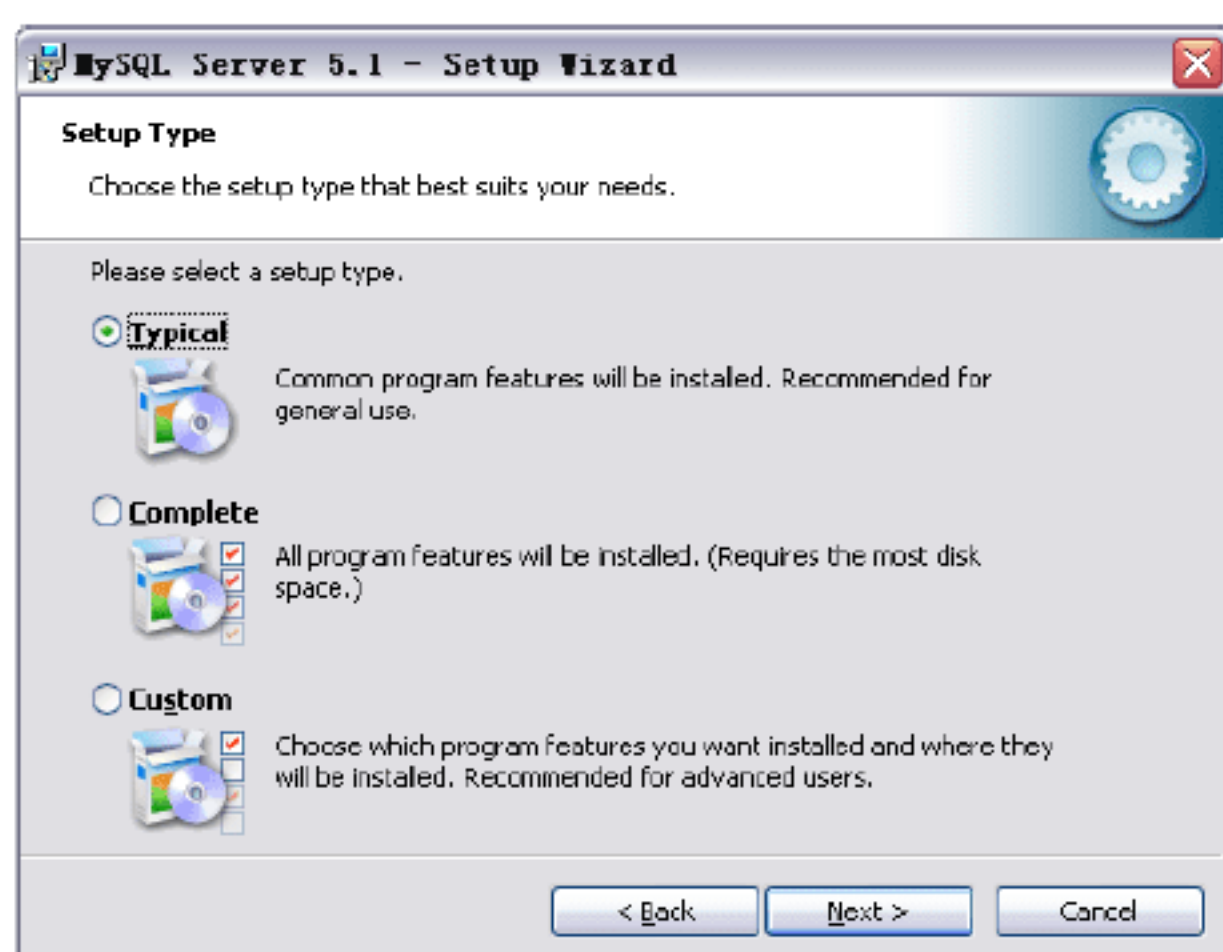 MySQL Server 5.1 - Setup Wizard
Setup Type
Choose the setup type that best suits your needs.
Please select a setup type.
Typical
Common program features will be installed. Recommended for
general use.
Complete
All program features will be installed. (Requires the most disk
space.)
Custom
Choose which program features you want installed and where they
will be installed. Recommended for advanced users.
< Back
Next >
Cancel